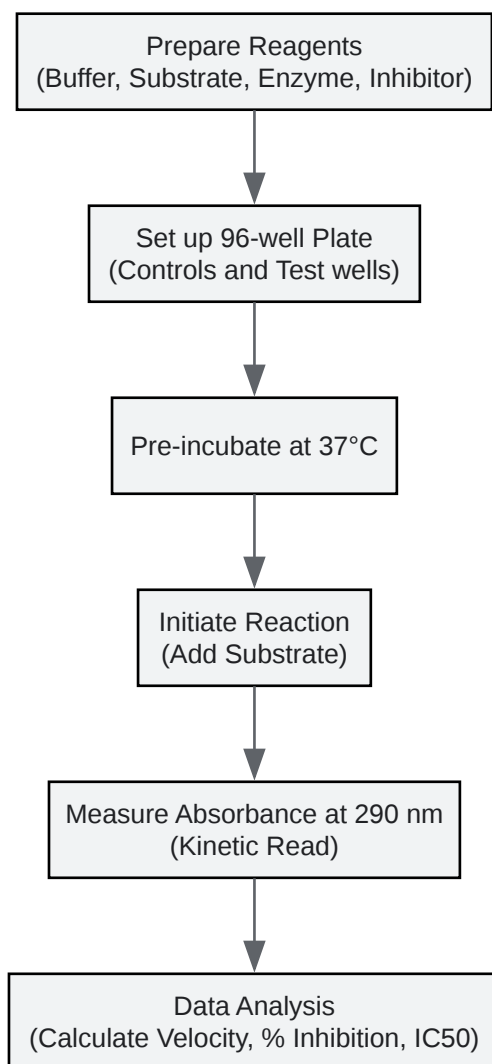 Prepare Reagents
(Buffer, Substrate, Enzyme, Inhibitor)
Set up 96-well Plate
(Controls and Test wells)
Pre-incubate at 37°C
Initiate Reaction
(Add Substrate)
Measure Absorbance at 290 nm
(Kinetic Read)
Data Analysis
(Calculate Velocity, % Inhibition, IC50)